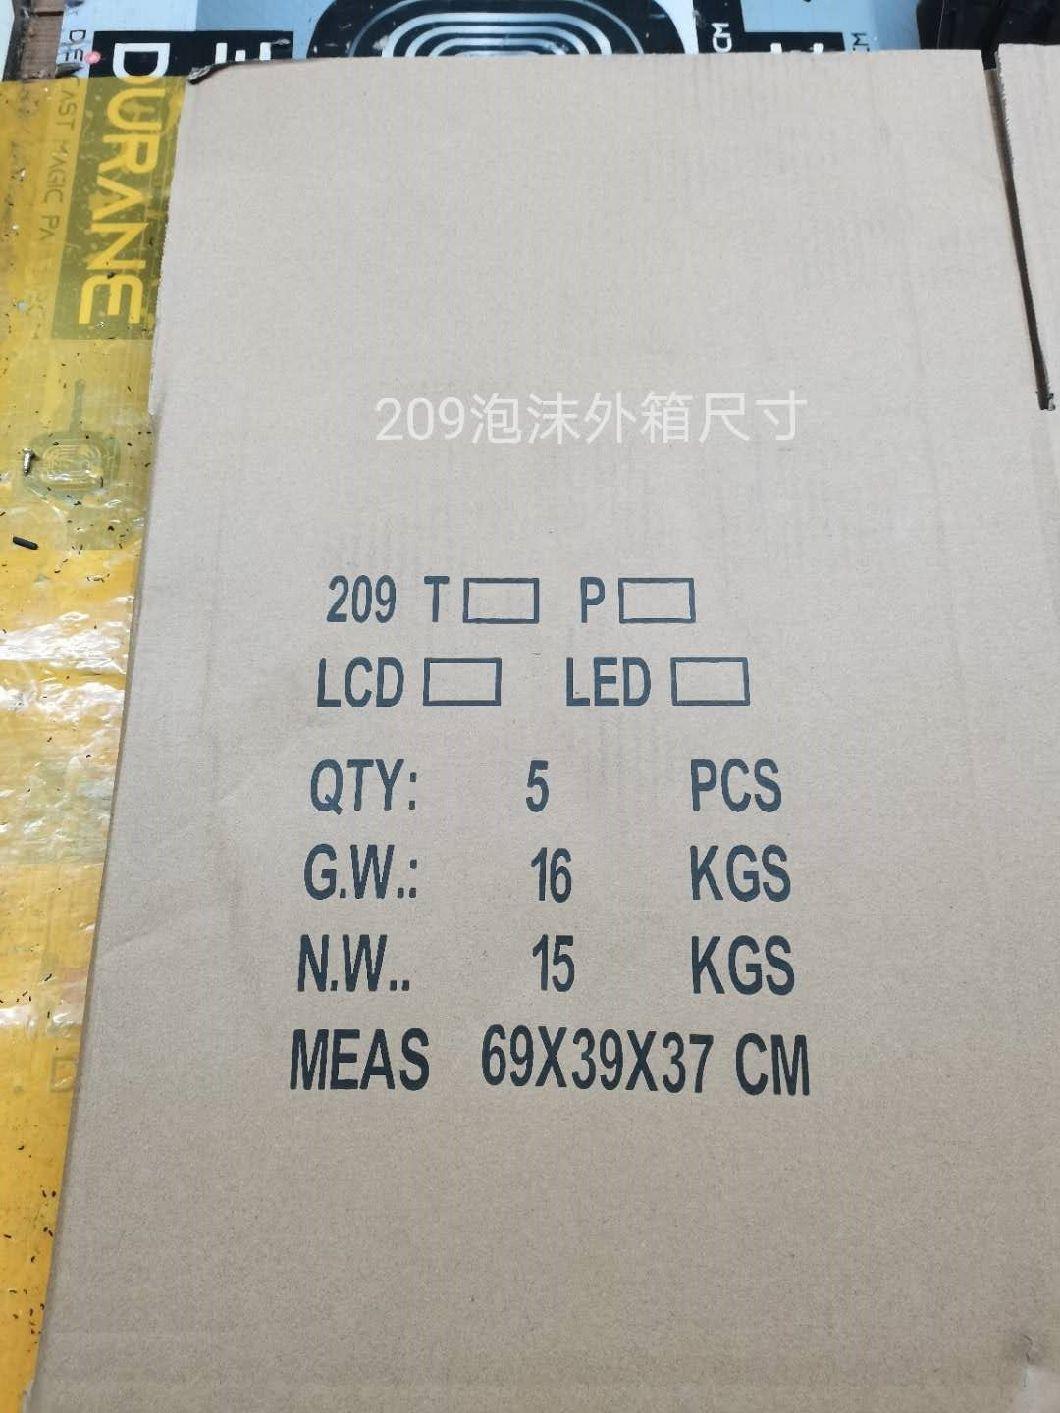 DURANE
209泡沫外箱尺寸
209 T P
LCD LED
QTY: 5 PCS
G.W.: 16 KGS
N.W.. 15 KGS
MEAS 69X39X37 CM